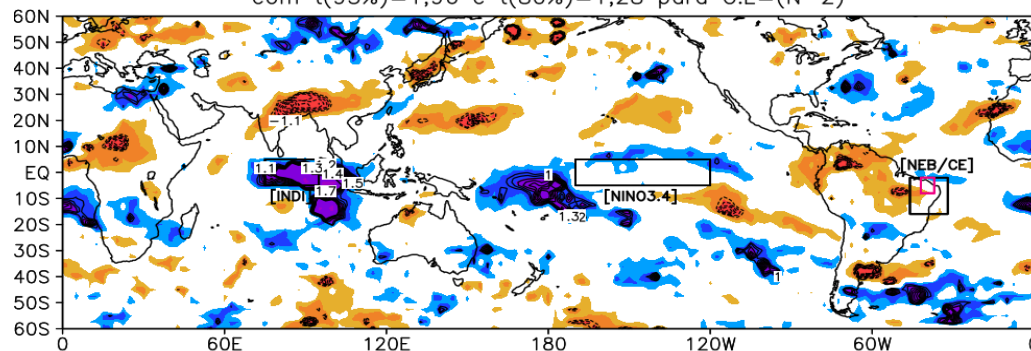 com t(95%)=1,96 e t(80%)=1,28 para G.L=(N-2)
60N
50N
40N
30N
20N
10N
EQ
10S
20S
30S
40S
50S
60S
-1.1
1.1
1.3
1.4
1.5
1.7
[INDI
1
1.32
[NINO3.4]
[NEB/CE]
1
0
60E
120E
180
120W
60W